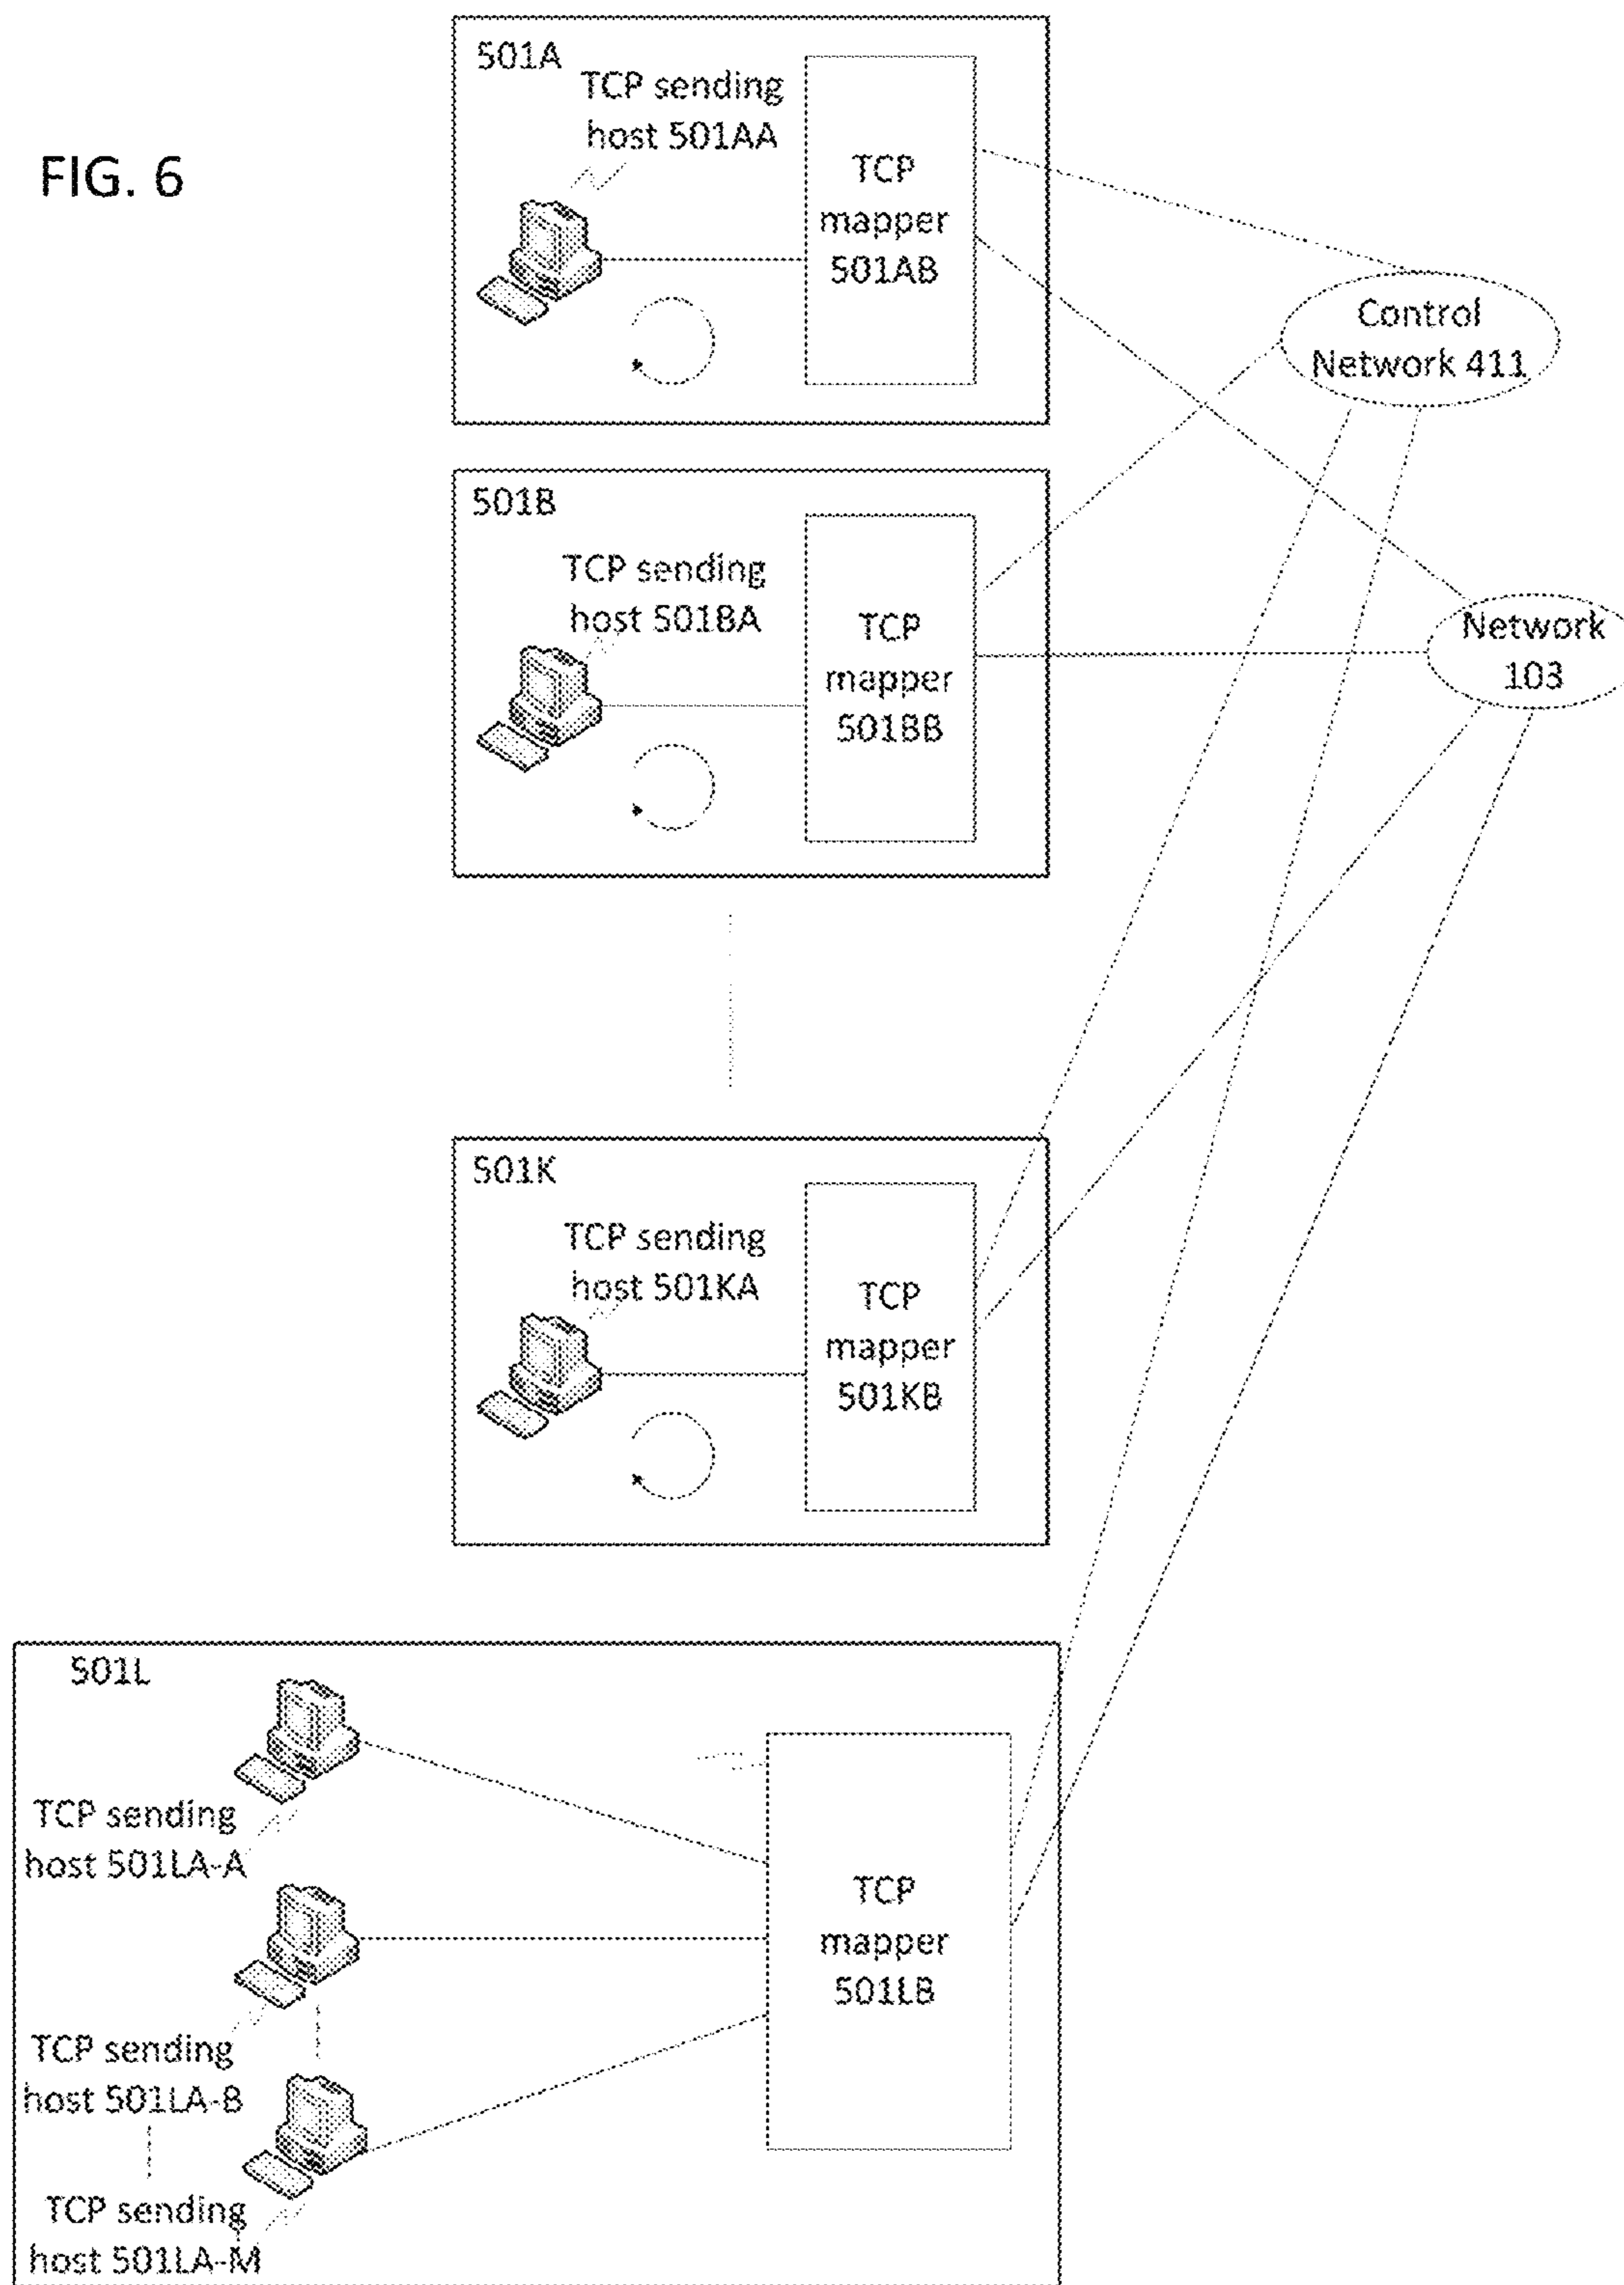 FIG. 6
501A
TCP sending
host 501AA
TCP
mapper
501AB
Control
Network 411
501B
TCP sending
host 501BA
TCP
mapper
501BB
Network
103
501K
TCP sending
host 501KA
TCP
mapper
501KB
501L
TCP sending
host 501LA-A
TCP
mapper
501LB
TCP sending
host 501LA-B
TCP sending
host 501LA-M